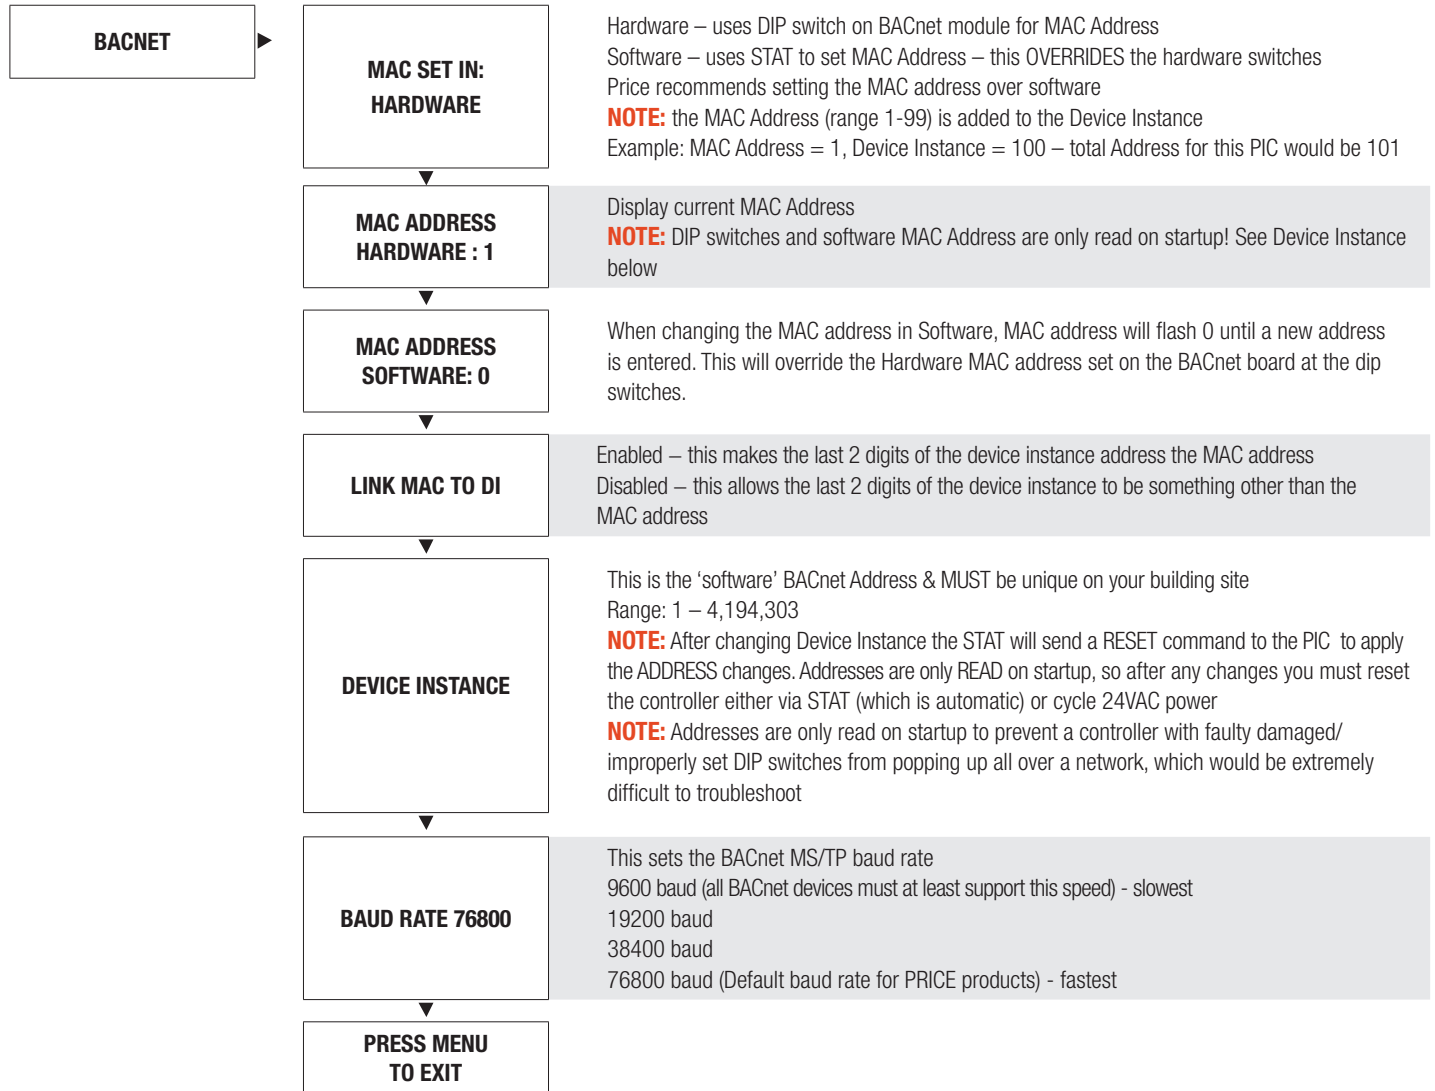 BACNET
MAC SET IN:
HARDWARE
Hardware – uses DIP switch on BACnet module for MAC Address
Software – uses STAT to set MAC Address – this OVERRIDES the hardware switches
Price recommends setting the MAC address over software
NOTE: the MAC Address (range 1-99) is added to the Device Instance
Example: MAC Address = 1, Device Instance = 100 – total Address for this PIC would be 101
MAC ADDRESS
HARDWARE : 1
Display current MAC Address
NOTE: DIP switches and software MAC Address are only read on startup! See Device Instance
below
MAC ADDRESS
SOFTWARE: 0
When changing the MAC address in Software, MAC address will flash 0 until a new address
is entered. This will override the Hardware MAC address set on the BACnet board at the dip
switches.
LINK MAC TO DI
Enabled – this makes the last 2 digits of the device instance address the MAC address
Disabled – this allows the last 2 digits of the device instance to be something other than the
MAC address
DEVICE INSTANCE
This is the ‘software’ BACnet Address & MUST be unique on your building site
Range: 1 – 4,194,303
NOTE: After changing Device Instance the STAT will send a RESET command to the PIC to apply
the ADDRESS changes. Addresses are only READ on startup, so after any changes you must reset
the controller either via STAT (which is automatic) or cycle 24VAC power
NOTE: Addresses are only read on startup to prevent a controller with faulty damaged/
improperly set DIP switches from popping up all over a network, which would be extremely
difficult to troubleshoot
BAUD RATE 76800
This sets the BACnet MS/TP baud rate
9600 baud (all BACnet devices must at least support this speed) - slowest
19200 baud
38400 baud
76800 baud (Default baud rate for PRICE products) - fastest
PRESS MENU
TO EXIT